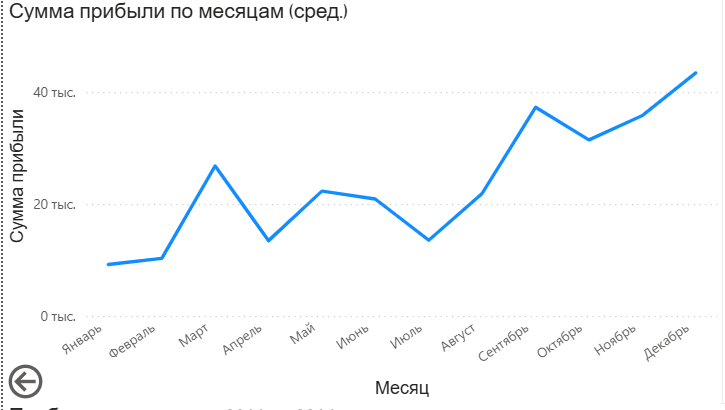 Сумма прибыли по месяцам (сред.)
Сумма прибыли
40 тыс.
20 тыс.
0 тыс.
Январь
Февраль
Март
Апрель
Май
Июнь
Июль
Август
Сентябрь
Октябрь
Ноябрь
Декабрь
Месяц